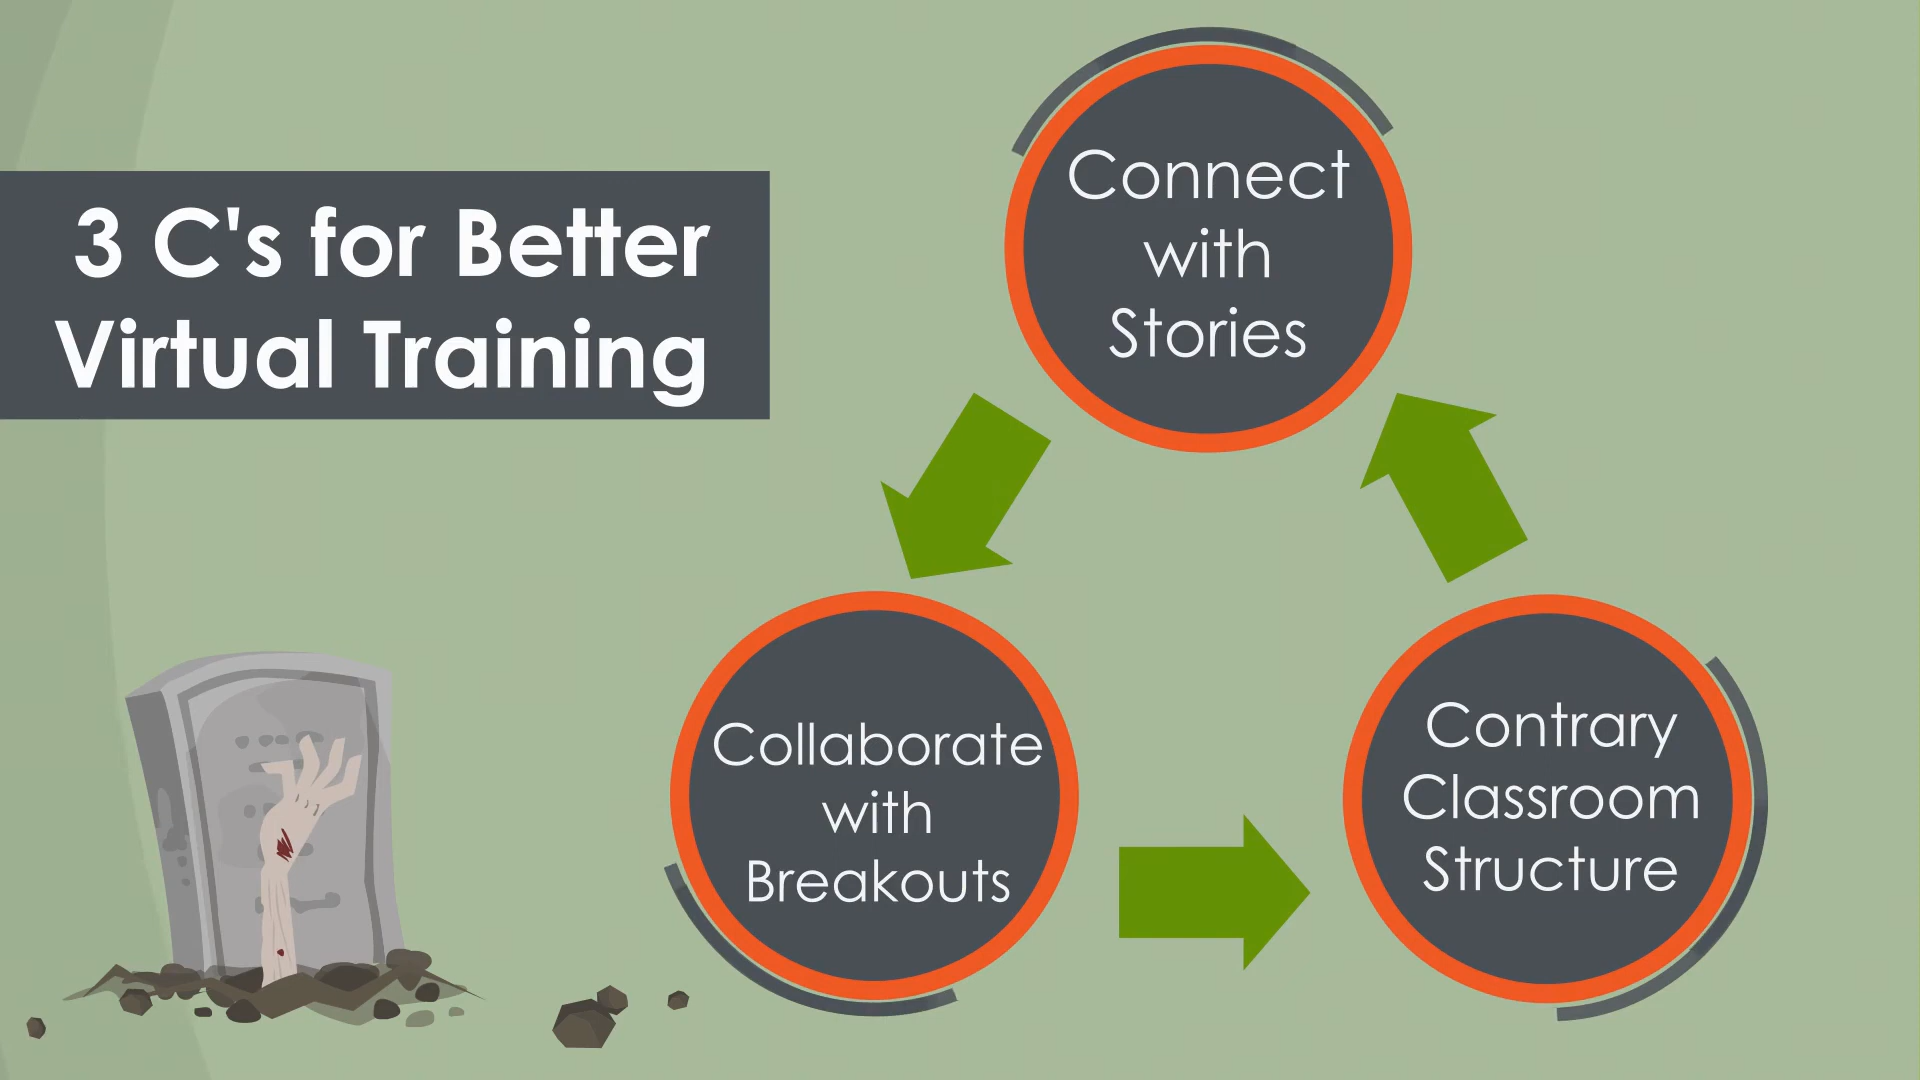 3 C's for Better
Virtual Training
Connect
with
Stories
Collaborate
with
Breakouts
Contrary
Classroom
Structure